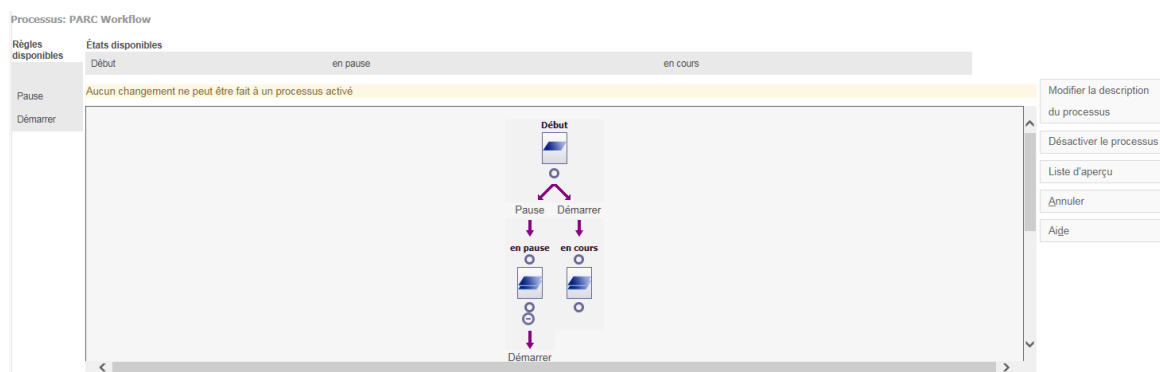 Processus: PARC Workflow
Règles
disponibles
États disponibles
Début en pause en cours
Pause
Démarrer
Aucun changement ne peut être fait à un processus activé
Modifier la description
du processus
Désactiver le processus
Liste d'aperçu
Annuler
Aide
Début
Pause Démarrer
en pause en cours
Démarrer